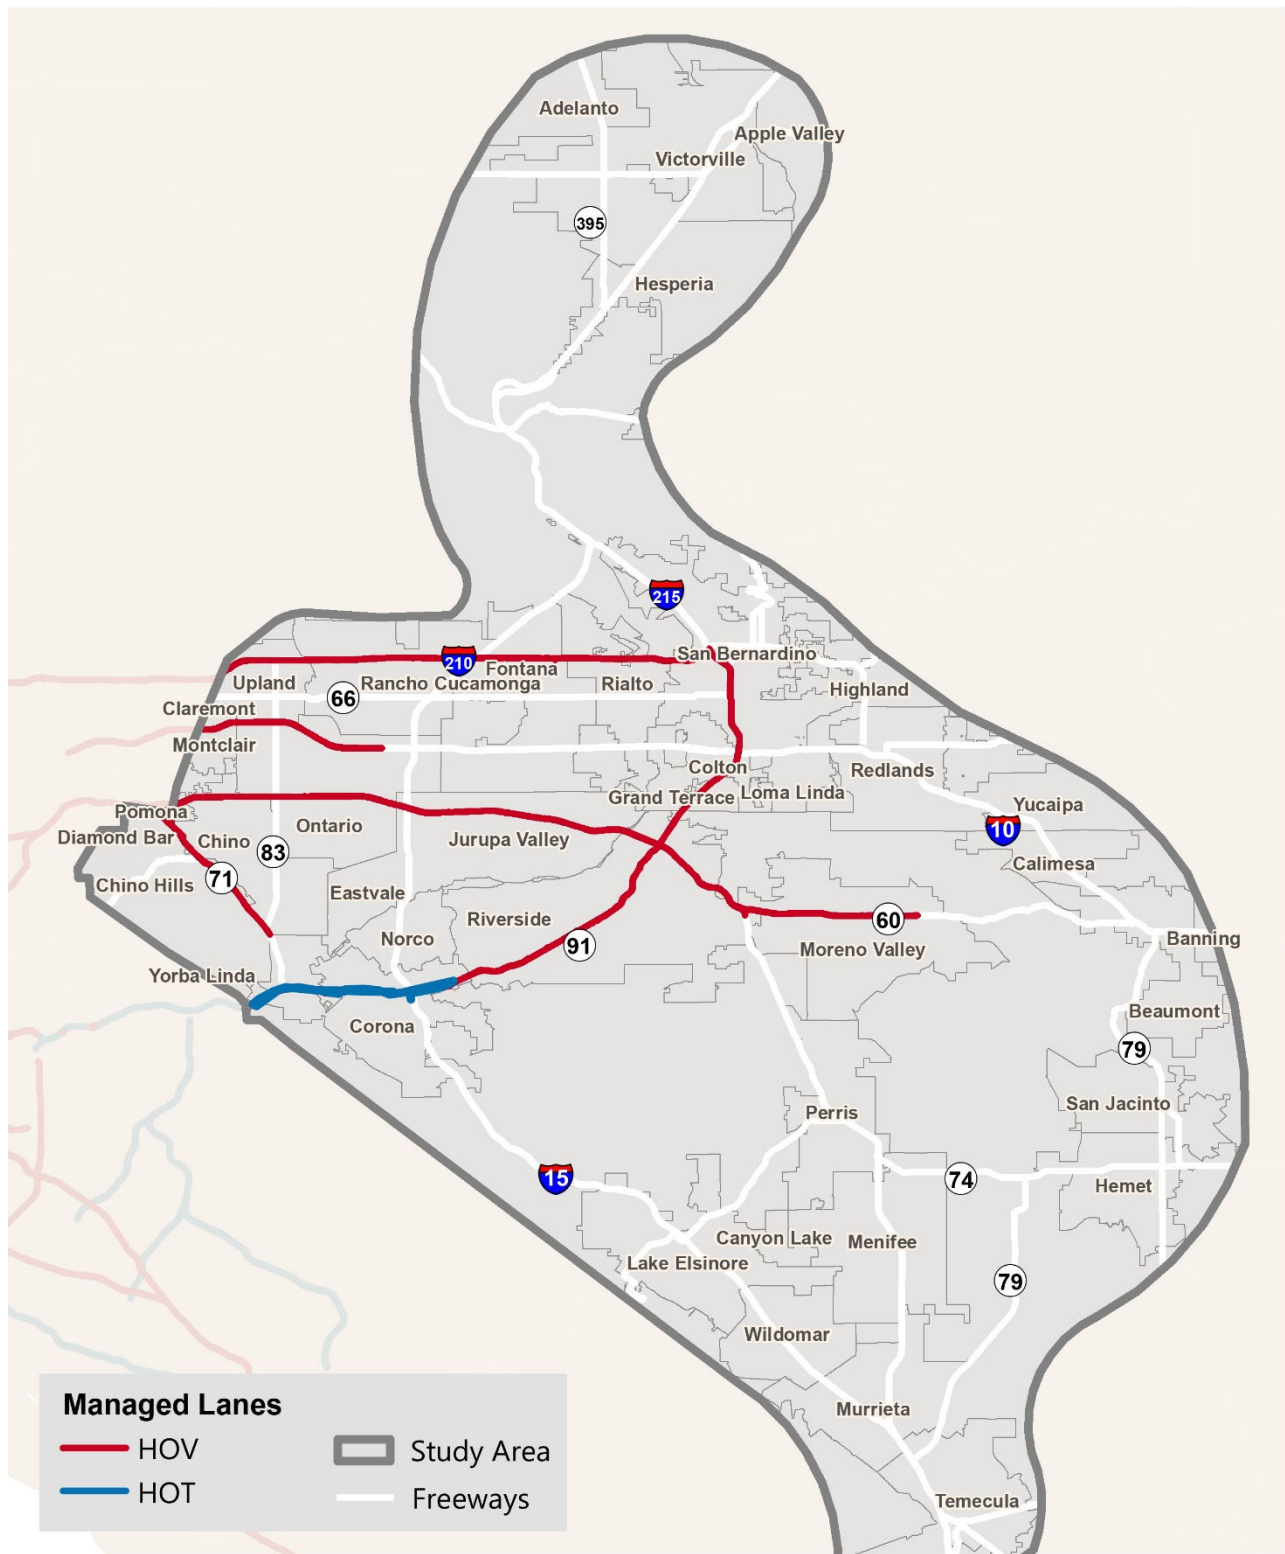 Adelanto
Apple Valley
Victorville
395
Hesperia
215
San Bernardino
210
Fontana
Upland
66
Rancho Cucamonga
Rialto
Highland
Claremont
Montclair
Colton
Redlands
Grand Terrace
Loma Linda
Yucaipa
Pomona
Ontario
10
Diamond Bar
Chino
83
Jurupa Valley
Calimesa
Chino Hills
71
Eastvale
Riverside
60
Norco
91
Moreno Valley
Banning
Yorba Linda
Corona
Beaumont
79
San Jacinto
Perris
15
74
Hemet
Canyon Lake
Menifee
Lake Elsinore
79
Wildomar
Murrieta
Temecula
Managed Lanes
HOV
Study Area
HOT
Freeways